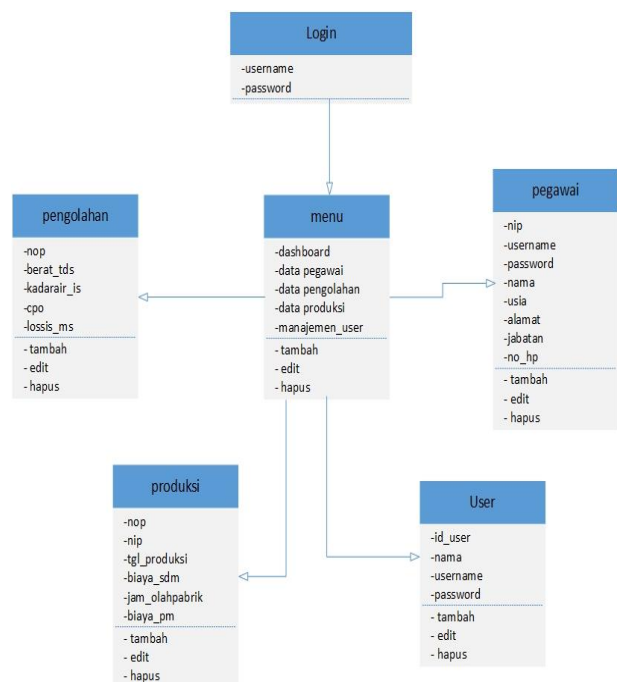 Login
-username
-password
pengolahan
-nop
-berat_tds
-kadarair_is
-cpo
-lossis_ms
- tambah
- edit
- hapus
menu
-dashboard
-data pegawai
-data pengolahan
-data produksi
-manajemen_user
- tambah
- edit
- hapus
pegawai
-nip
-username
-password
-nama
-usia
-alamat
-jabatan
-no_hp
- tambah
- edit
- hapus
produksi
-nop
-nip
-tgl_produksi
-biaya_sdm
-jam_olahpabrik
-biaya_pm
- tambah
- edit
- hapus
User
-id_user
-nama
-username
-password
- tambah
- edit
- hapus